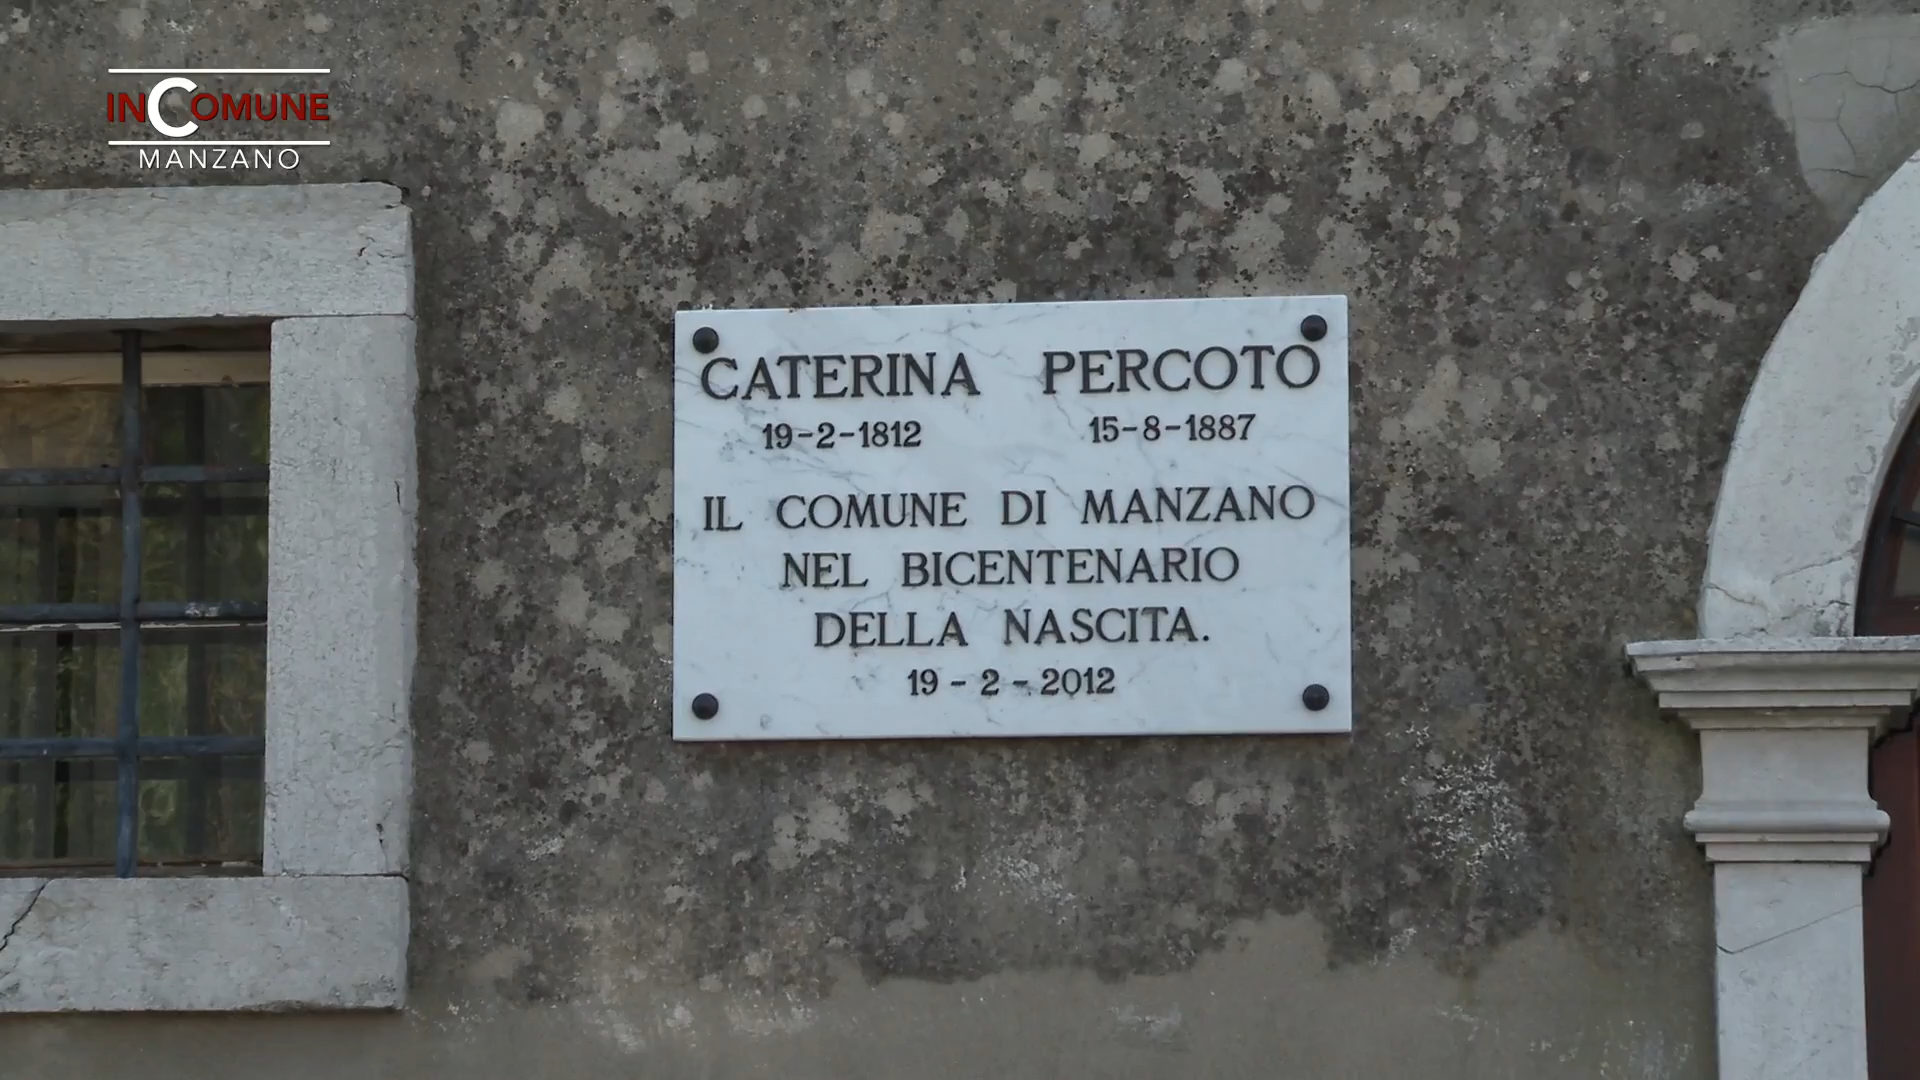 INCOMUNE
MANZANO
CATERINA PERCOTO
19-2-1812 15-8-1887
IL COMUNE DI MANZANO
NEL BICENTENARIO
DELLA NASCITA.
19 - 2 - 2012